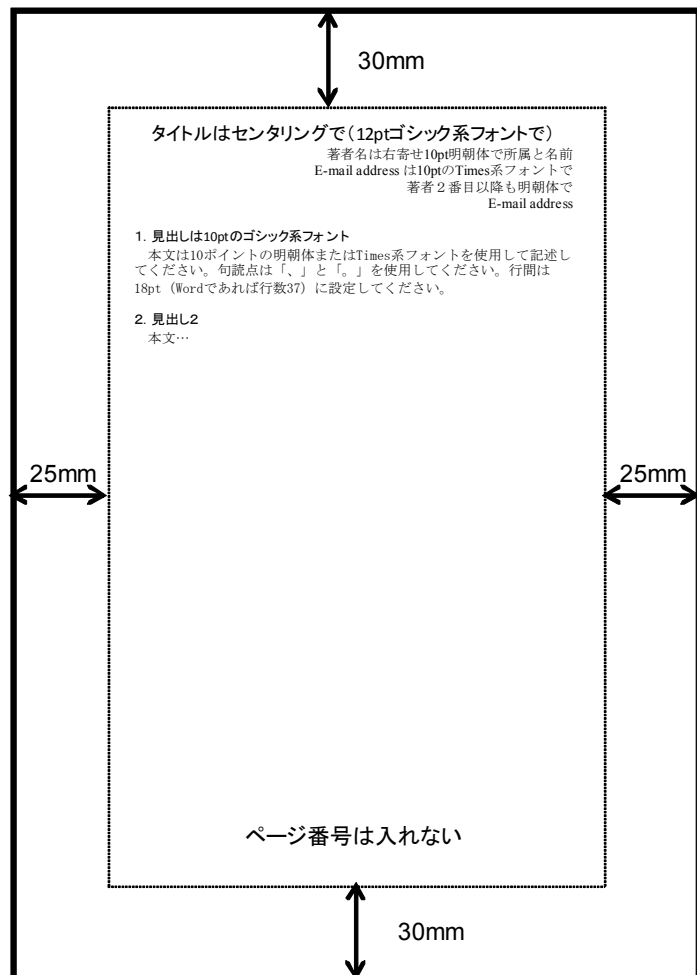 30mm
タイトルはセンタリングで(12ptゴシック系フォントで)
著者名は右寄せ10pt明朝体で所属と名前
E-mail address は10ptのTimes系フォントで
著者２番目以降も明朝体で
E-mail address
1. 見出しは10ptのゴシック系フォント
本文は10ポイントの明朝体またはTimes系フォントを使用して記述し
てください。句読点は「、」と「。」を使用してください。行間は
18pt（Wordであれば行数37）に設定してください。
2. 見出し2
本文…
25mm
25mm
ページ番号は入れない
30mm